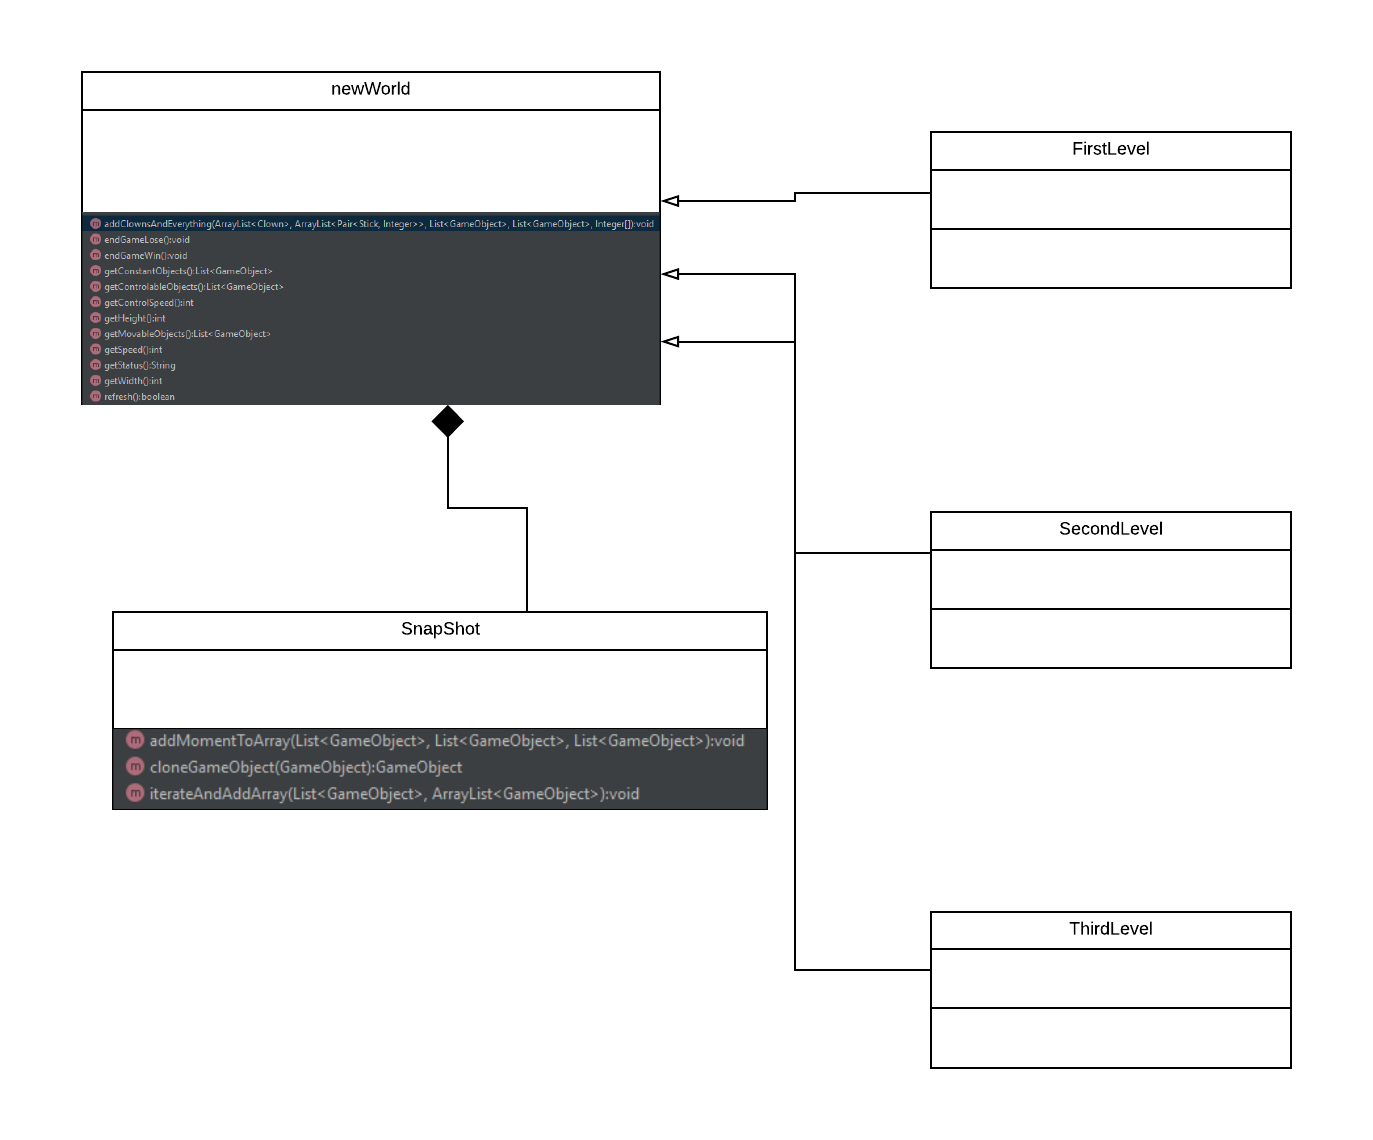 newWorld
m addClownsAndEverything(ArrayList<Clown>, ArrayList<Pair<Stick, Integer>>, List<GameObject>, List<GameObject>, Integer[]):void
m endGameLose():void
m endGameWin():void
m getConstantObjects():List<GameObject>
m getControlableObjects():List<GameObject>
m getControlSpeed():int
m getHeight():int
m getMovableObjects():List<GameObject>
m getSpeed():int
m getStatus():String
m getWidth():int
m refresh():boolean
FirstLevel
SecondLevel
SnapShot
m addMomentToArray(List<GameObject>, List<GameObject>, List<GameObject>):void
m cloneGameObject(GameObject):GameObject
m iterateAndAddArray(List<GameObject>, ArrayList<GameObject>):void
ThirdLevel